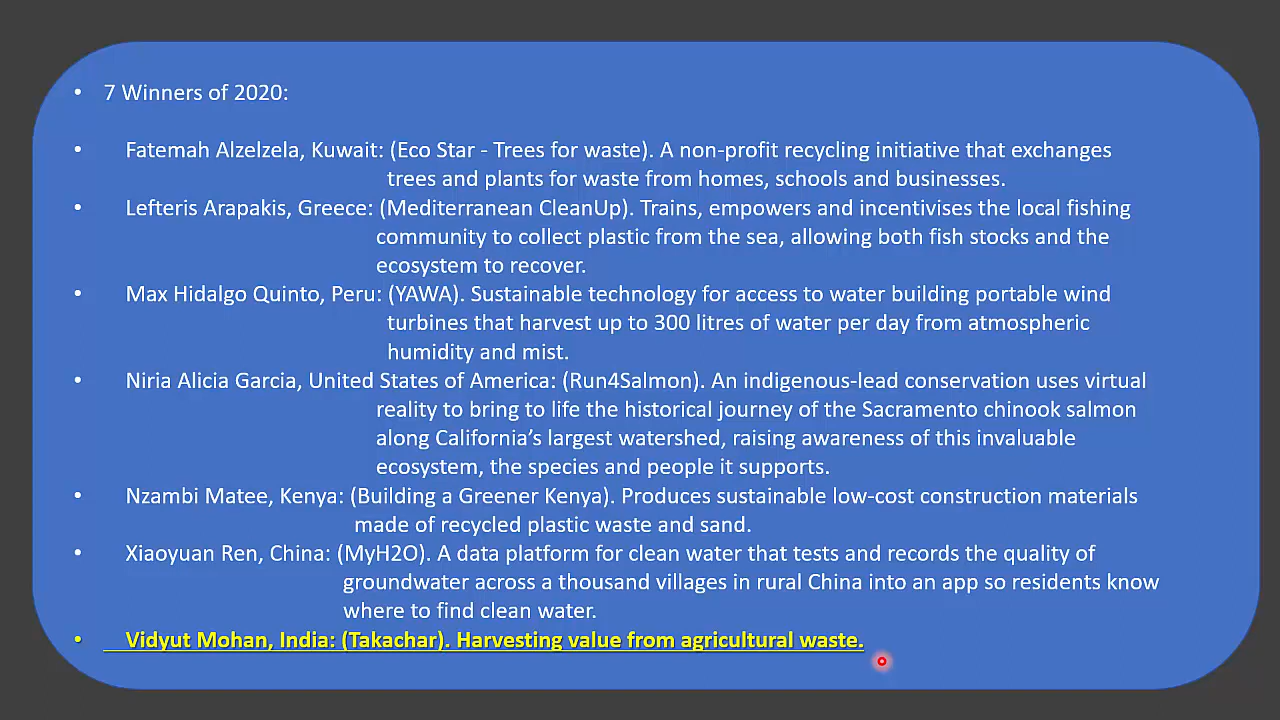 • 7 Winners of 2020:
• Fatemah Alzelzela, Kuwait: (Eco Star - Trees for waste). A non-profit recycling initiative that exchanges
trees and plants for waste from homes, schools and businesses.
• Lefteris Arapakis, Greece: (Mediterranean CleanUp). Trains, empowers and incentivises the local fishing
community to collect plastic from the sea, allowing both fish stocks and the
ecosystem to recover.
• Max Hidalgo Quinto, Peru: (YAWA). Sustainable technology for access to water building portable wind
turbines that harvest up to 300 litres of water per day from atmospheric
humidity and mist.
• Niria Alicia Garcia, United States of America: (Run4Salmon). An indigenous-lead conservation uses virtual
reality to bring to life the historical journey of the Sacramento chinook salmon
along California’s largest watershed, raising awareness of this invaluable
ecosystem, the species and people it supports.
• Nzambi Matee, Kenya: (Building a Greener Kenya). Produces sustainable low-cost construction materials
made of recycled plastic waste and sand.
• Xiaoyuan Ren, China: (MyH2O). A data platform for clean water that tests and records the quality of
groundwater across a thousand villages in rural China into an app so residents know
where to find clean water.
• Vidyut Mohan, India: (Takachar). Harvesting value from agricultural waste.